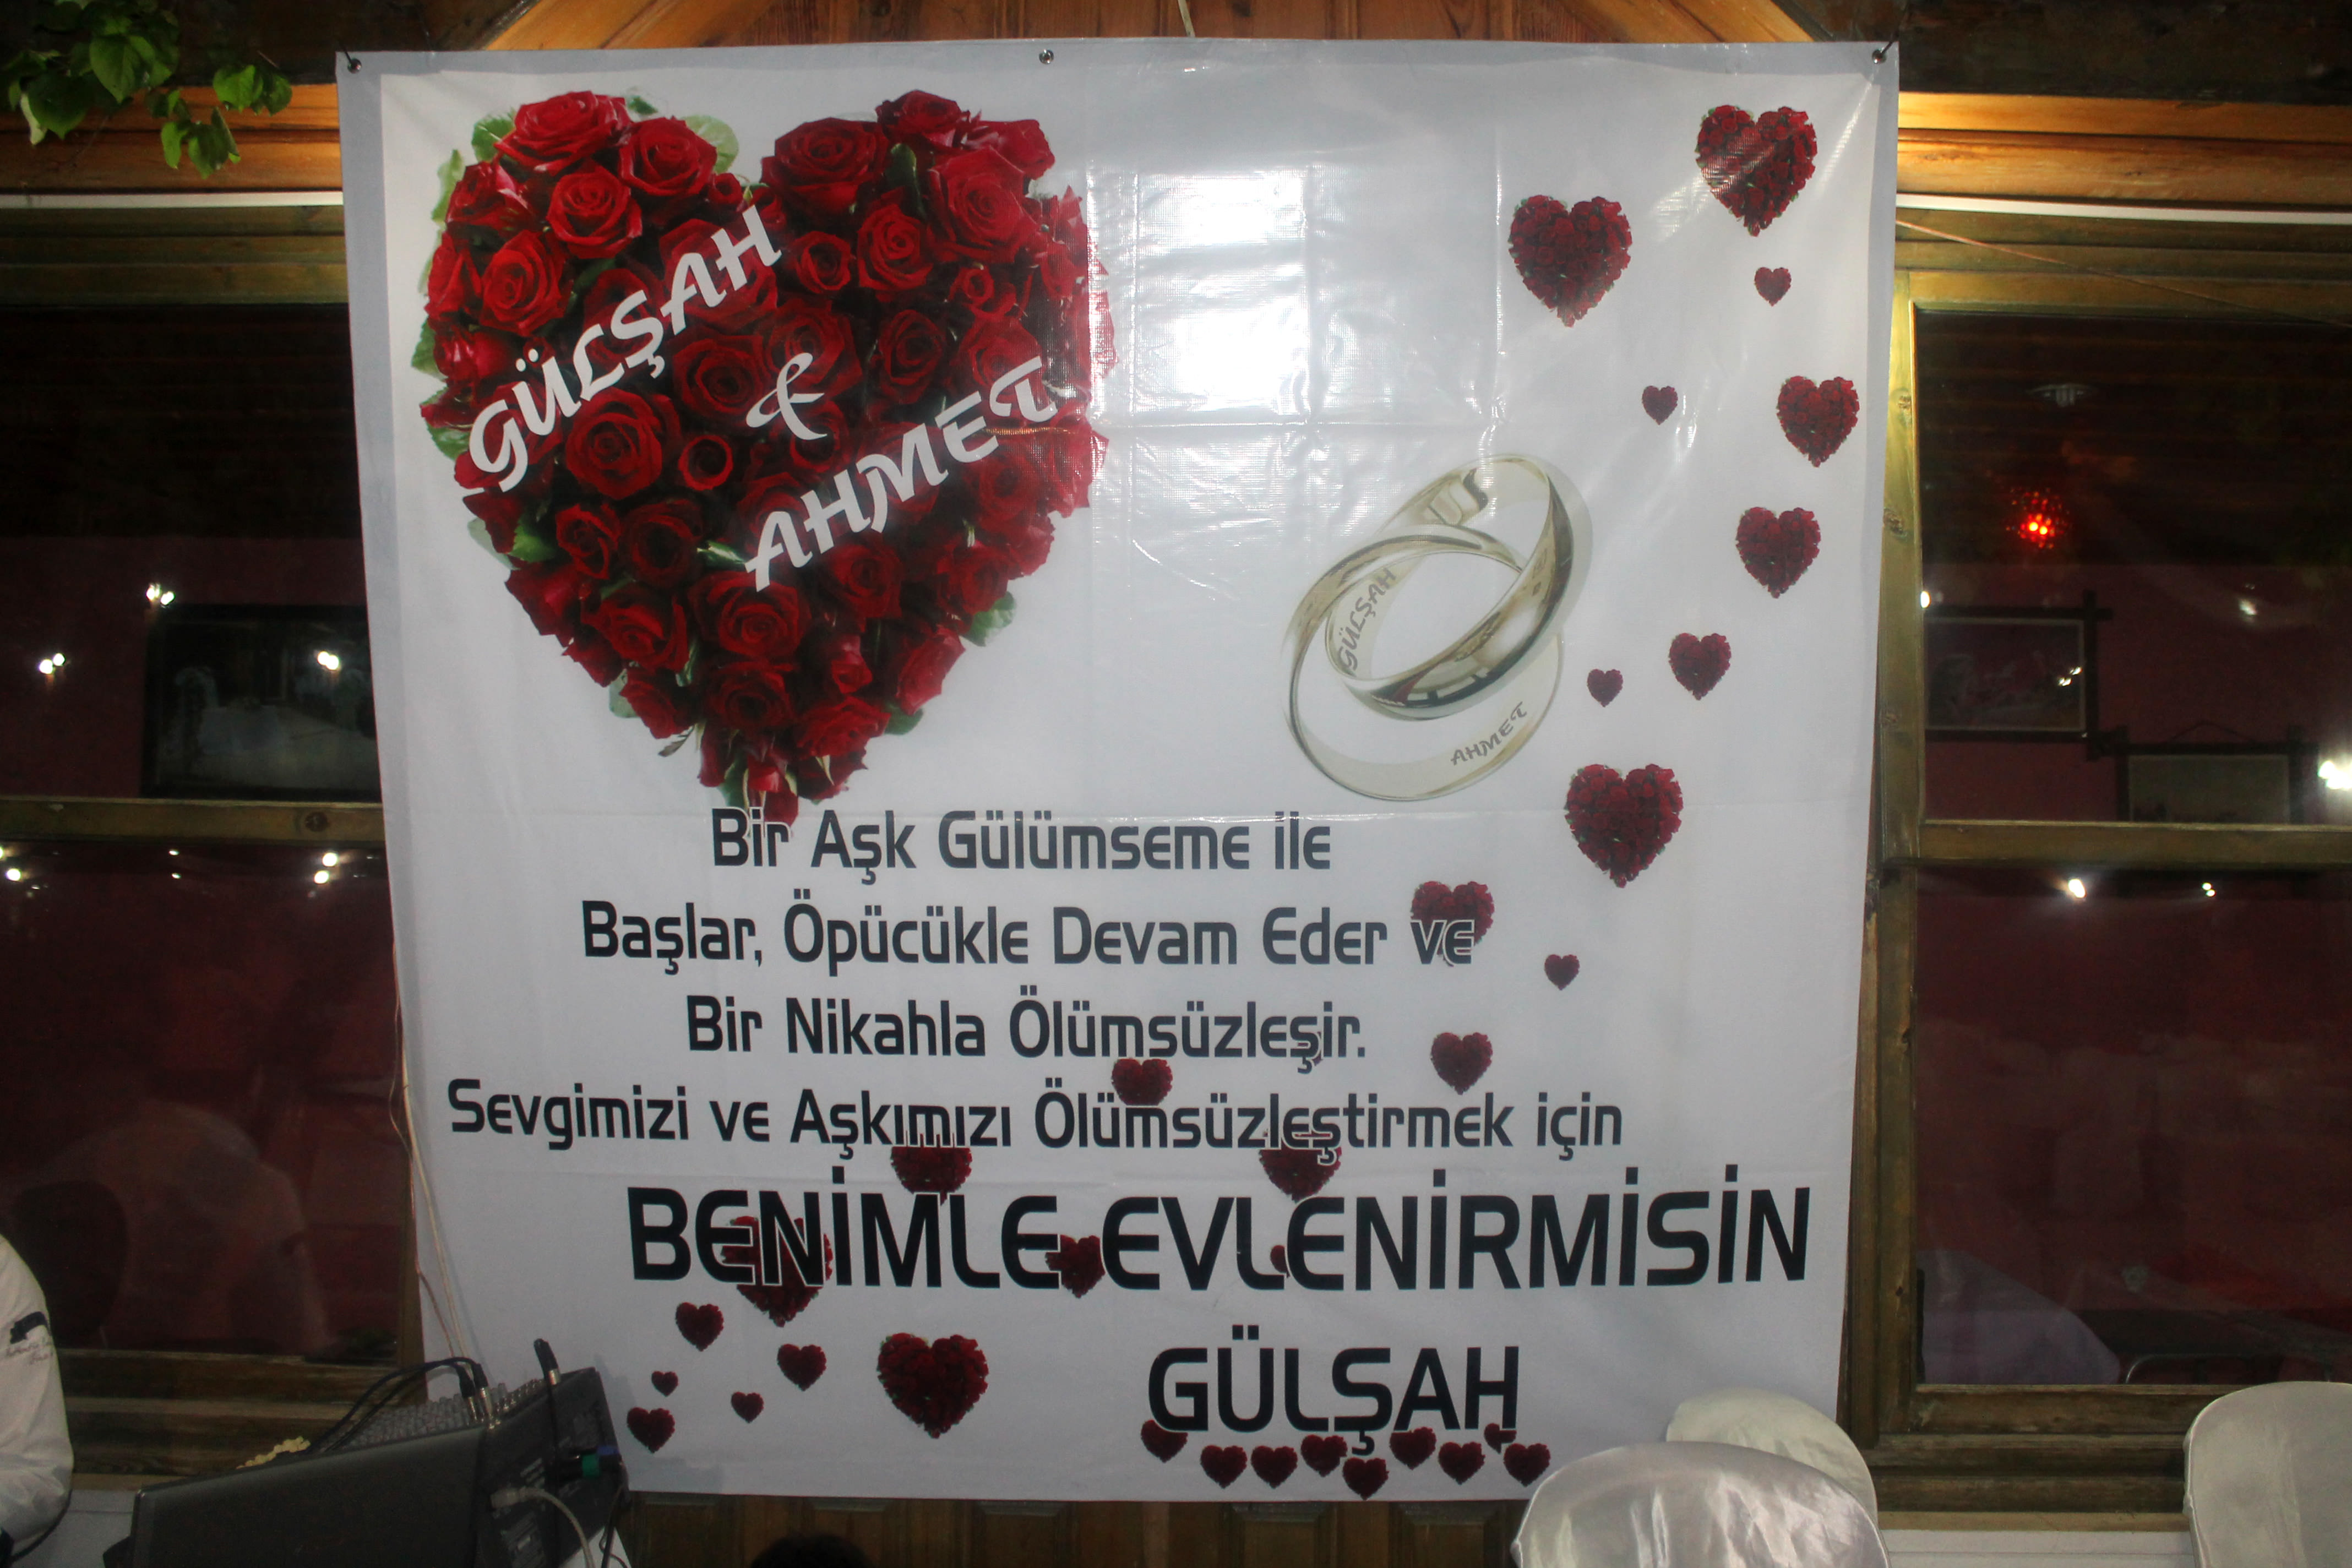 GÜLŞAH
&
AHMET
GÜLŞAH
AHMET
Bir Aşk Gülümseme ile
Başlar, Öpücükle Devam Eder ve
Bir Nikahla Ölümsüzleşir.
Sevgimizi ve Aşkımızı Ölümsüzleştirmek için
BENİMLE EVLENİRMİSİN
GÜLŞAH